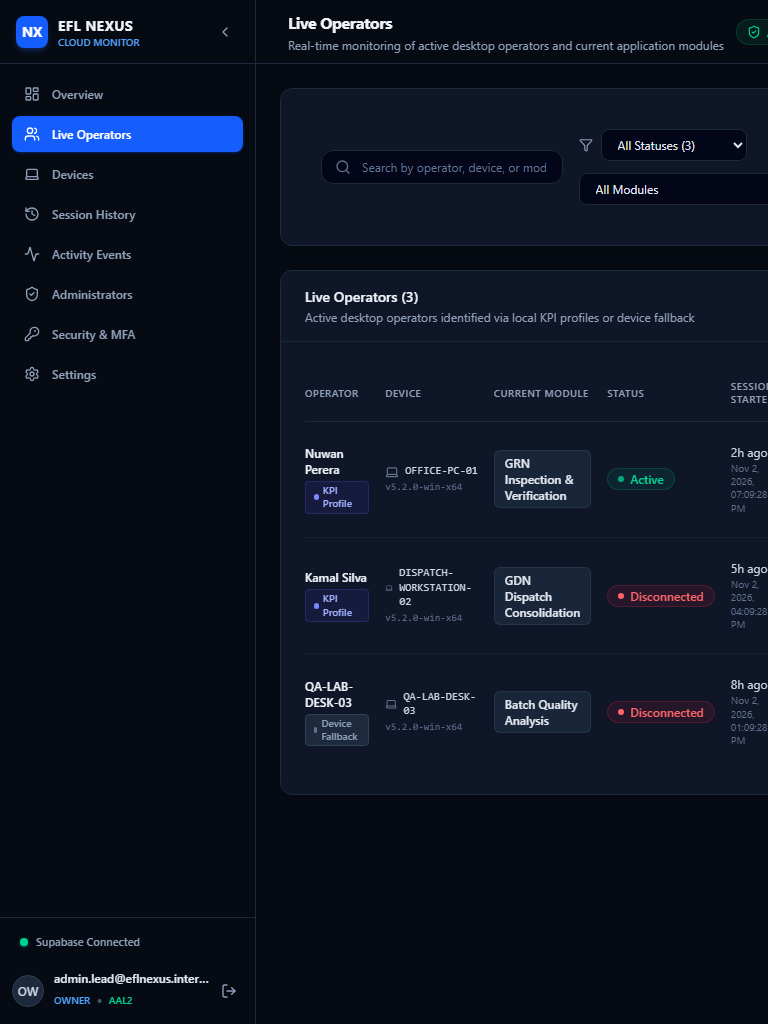 NX
EFL NEXUS
CLOUD MONITOR
Overview
Live Operators
Devices
Session History
Activity Events
Administrators
Security & MFA
Settings
Supabase Connected
OW
admin.lead@eflnexus.inter...
OWNER • AAL2
Live Operators
Real-time monitoring of active desktop operators and current application modules
Search by operator, device, or mod
All Statuses (3)
All Modules
Live Operators (3)
Active desktop operators identified via local KPI profiles or device fallback
OPERATOR
DEVICE
CURRENT MODULE
STATUS
SESSION
STARTE
Nuwan
Perera
KPI
Profile
OFFICE-PC-01
v5.2.0-win-x64
GRN
Inspection &
Verification
Active
2h ago
Nov 2,
2026,
07:09:28
PM
Kamal Silva
KPI
Profile
DISPATCH-
WORKSTATION-
02
v5.2.0-win-x64
GDN
Dispatch
Consolidation
Disconnected
5h ago
Nov 2,
2026,
04:09:28
PM
QA-LAB-
DESK-03
Device
Fallback
QA-LAB-DESK-
03
v5.2.0-win-x64
Batch Quality
Analysis
Disconnected
8h ago
Nov 2,
2026,
01:09:28
PM